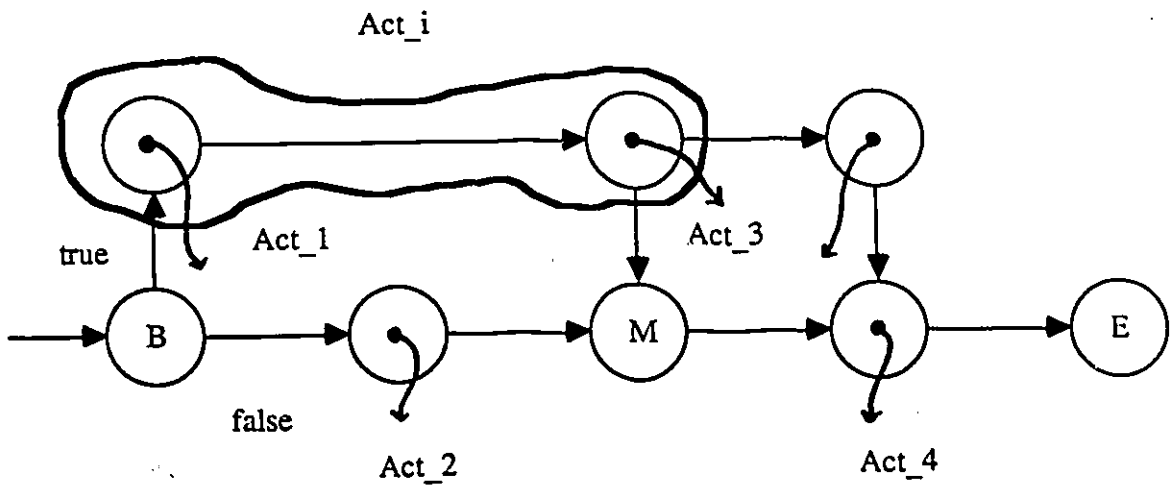 Act_i
Act_1
Act_3
true
B
M
E
false
Act_2
Act_4